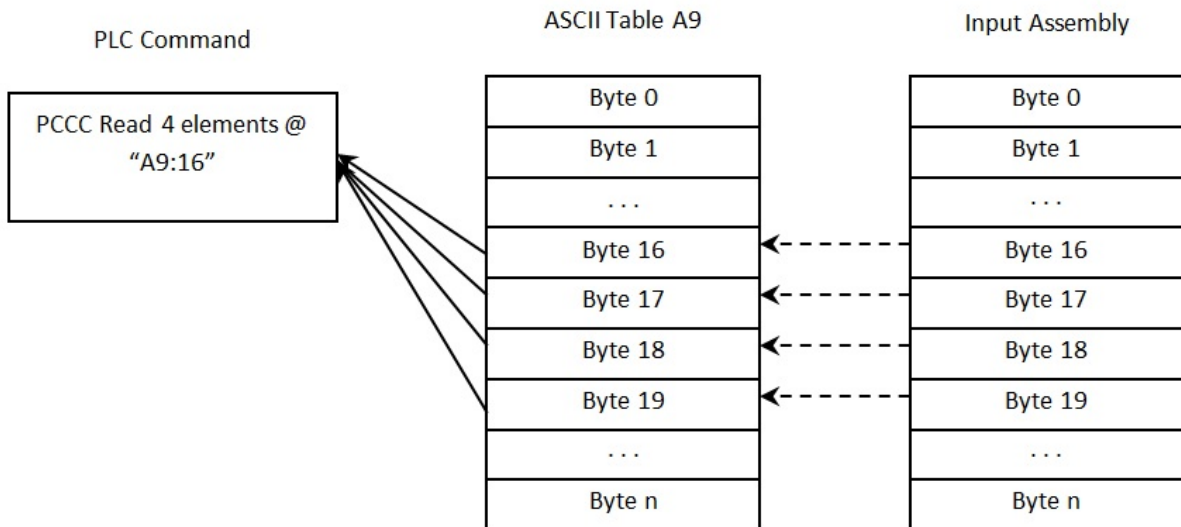 PLC Command
PCCC Read 4 elements @
“A9:16”
ASCII Table A9
Byte 0
Byte 1
...
Byte 16
Byte 17
Byte 18
Byte 19
...
Byte n
Input Assembly
Byte 0
Byte 1
...
Byte 16
Byte 17
Byte 18
Byte 19
...
Byte n